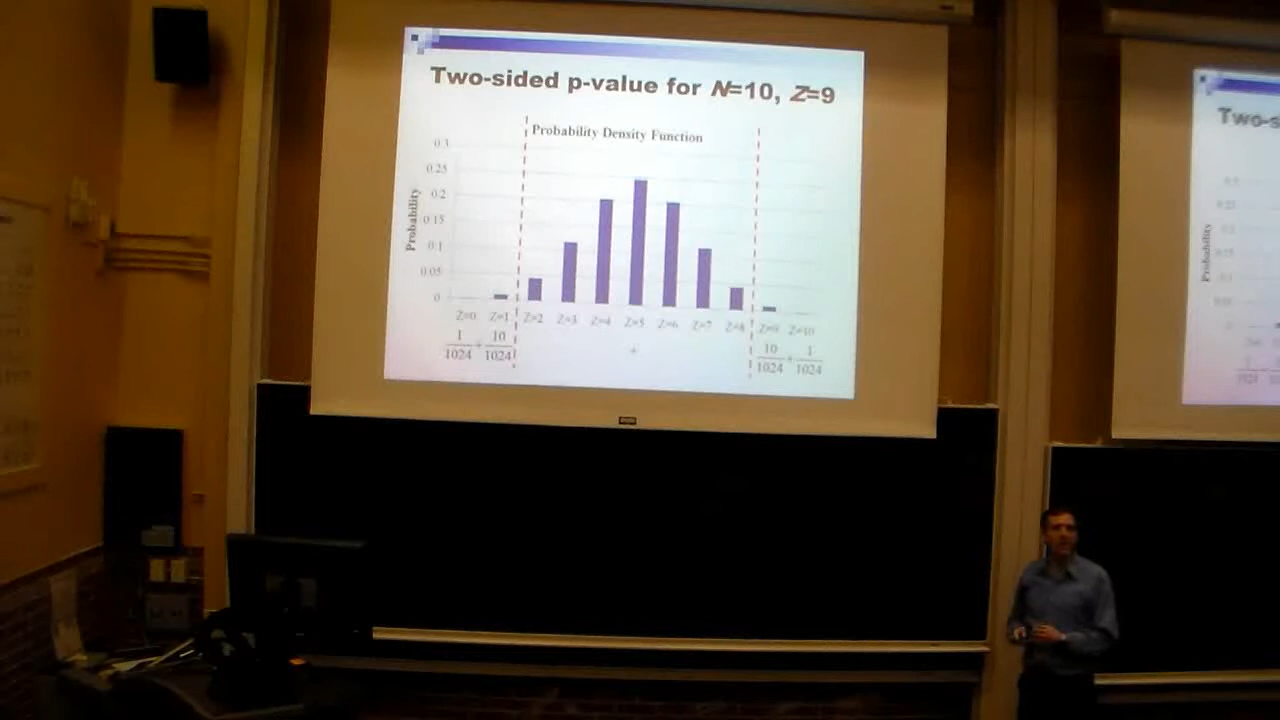 Two-sided p-value for N=10, Z=9
Probability Density Function
Probability
0.3
0.25
0.2
0.15
0.1
0.05
0
Z=0 Z=1 Z=2 Z=3 Z=4 Z=5 Z=6 Z=7 Z=8 Z=9 Z=10
1/1024 + 10/1024
10/1024 + 1/1024
Two-s
Probability